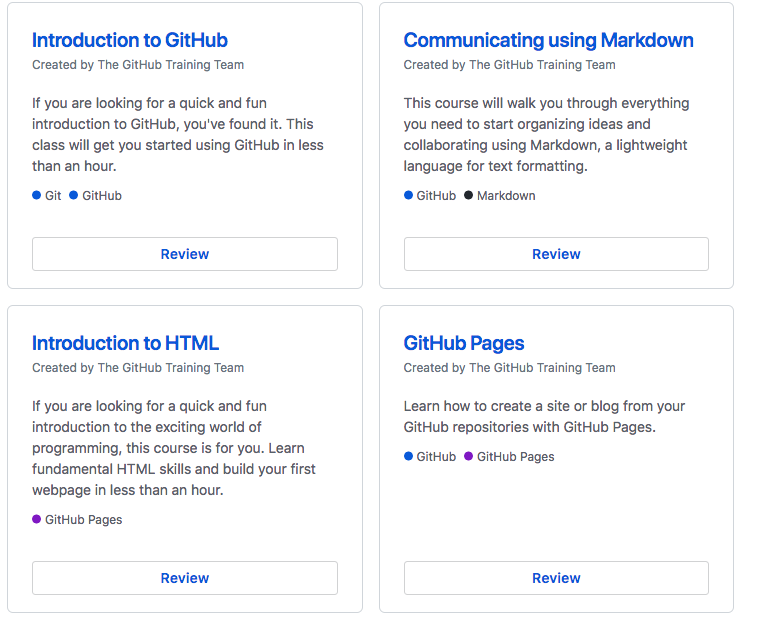 Introduction to GitHub
Created by The GitHub Training Team
If you are looking for a quick and fun
introduction to GitHub, you've found it. This
class will get you started using GitHub in less
than an hour.
Git GitHub
Review
Communicating using Markdown
Created by The GitHub Training Team
This course will walk you through everything
you need to start organizing ideas and
collaborating using Markdown, a lightweight
language for text formatting.
GitHub Markdown
Review
Introduction to HTML
Created by The GitHub Training Team
If you are looking for a quick and fun
introduction to the exciting world of
programming, this course is for you. Learn
fundamental HTML skills and build your first
webpage in less than an hour.
GitHub Pages
Review
GitHub Pages
Created by The GitHub Training Team
Learn how to create a site or blog from your
GitHub repositories with GitHub Pages.
GitHub GitHub Pages
Review